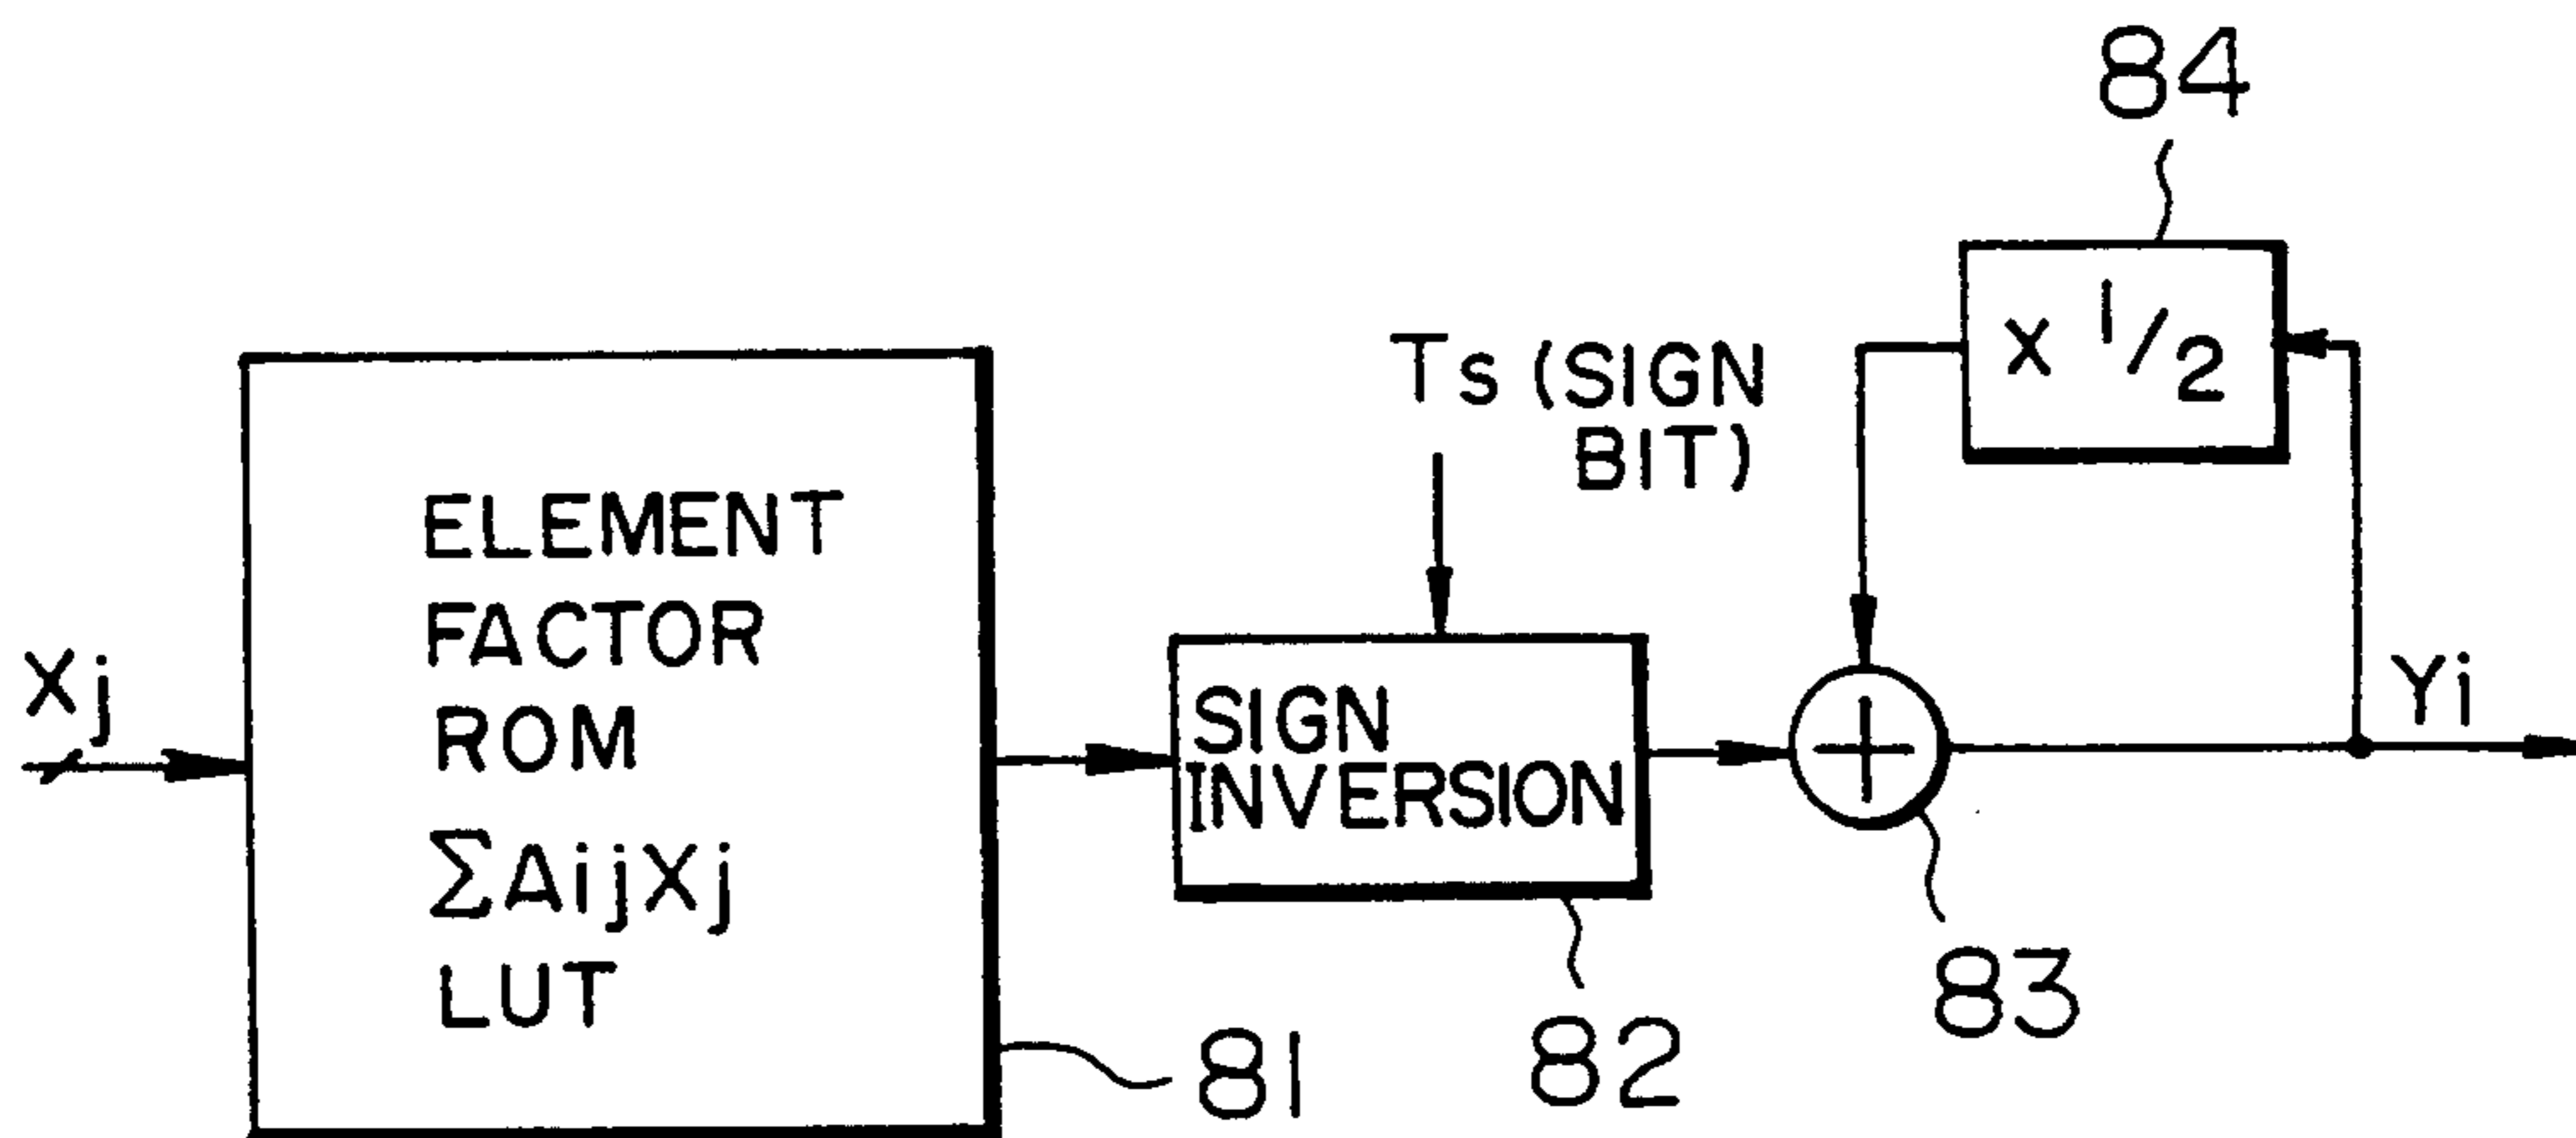 84
X 1/2
Ts (SIGN
BIT)
Xj
ELEMENT
FACTOR
ROM
ΣAijXj
LUT
SIGN
INVERSION
Yi
81
82
83